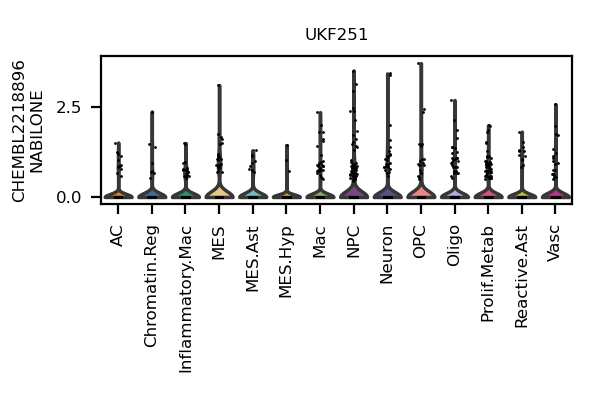 UKF251
CHEMBL2218896
NABILONE
2.5
0.0
AC
Chromatin.Reg
Inflammatory.Mac
MES
MES.Ast
MES.Hyp
Mac
NPC
Neuron
OPC
Oligo
Prolif.Metab
Reactive.Ast
Vasc